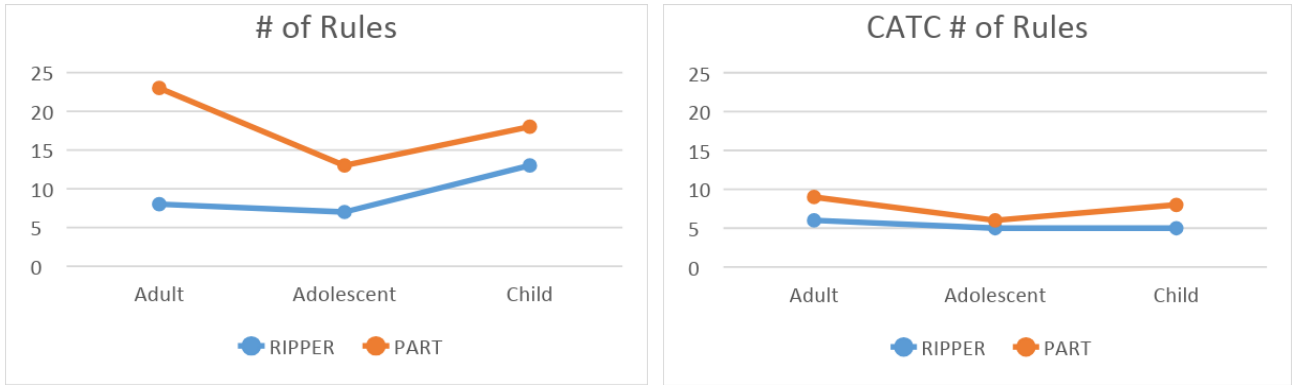 # of Rules
25
20
15
10
5
0
Adult Adolescent Child
RIPPER PART
CATC # of Rules
25
20
15
10
5
0
Adult Adolescent Child
RIPPER PART